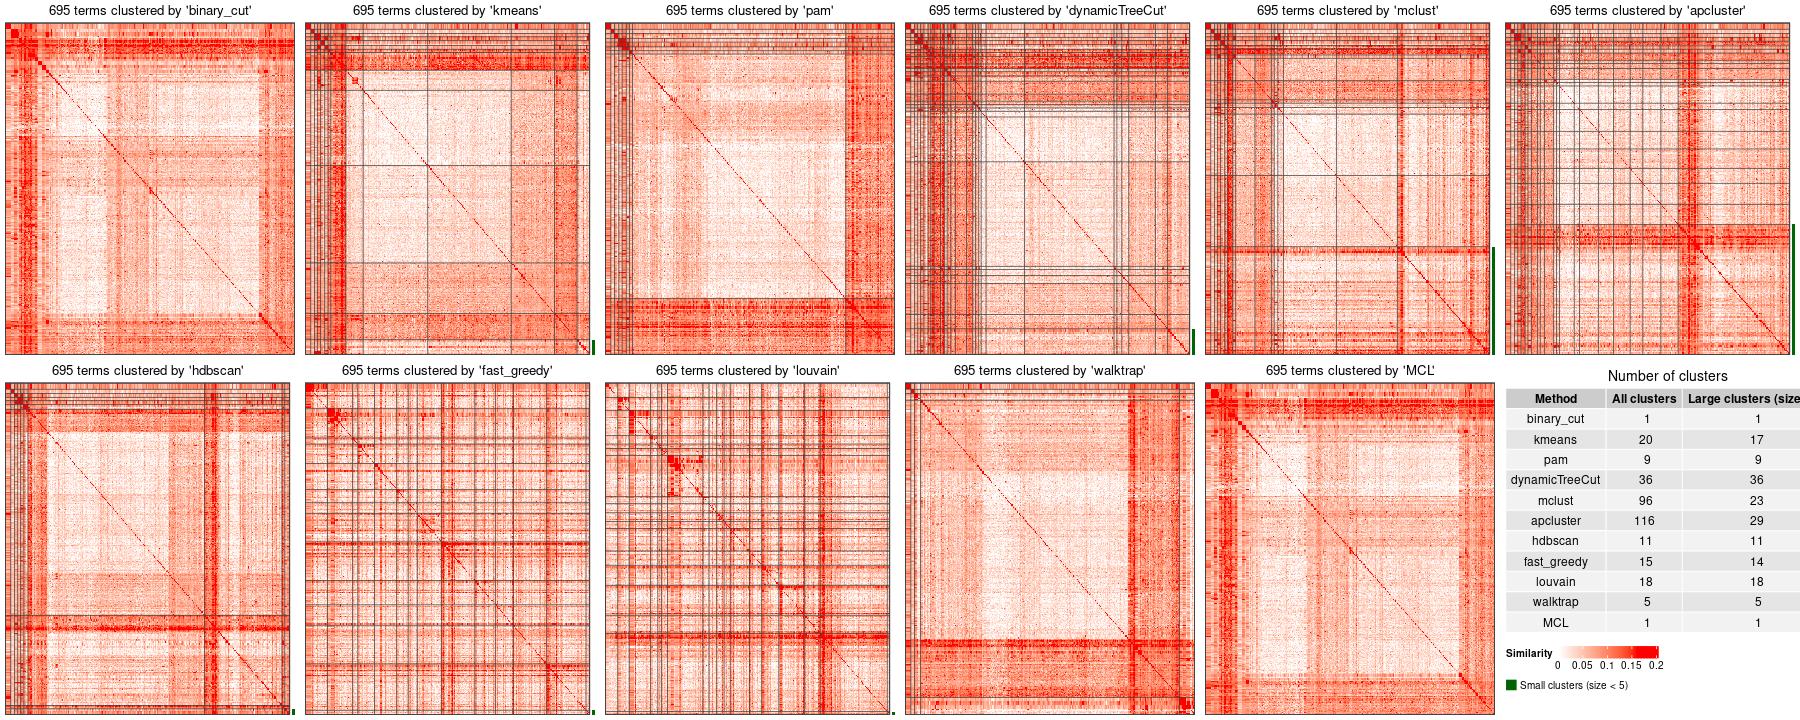 695 terms clustered by 'binary_cut'
695 terms clustered by 'kmeans'
695 terms clustered by 'pam'
695 terms clustered by 'dynamicTreeCut'
695 terms clustered by 'mclust'
695 terms clustered by 'apcluster'
695 terms clustered by 'hdbscan'
695 terms clustered by 'fast_greedy'
695 terms clustered by 'louvain'
695 terms clustered by 'walktrap'
695 terms clustered by 'MCL'
Number of clusters
Method All clusters Large clusters (size
binary_cut 1 1
kmeans 20 17
pam 9 9
dynamicTreeCut 36 36
mclust 96 23
apcluster 116 29
hdbscan 11 11
fast_greedy 15 14
louvain 18 18
walktrap 5 5
MCL 1 1
Similarity
0 0.05 0.1 0.15 0.2
Small clusters (size < 5)